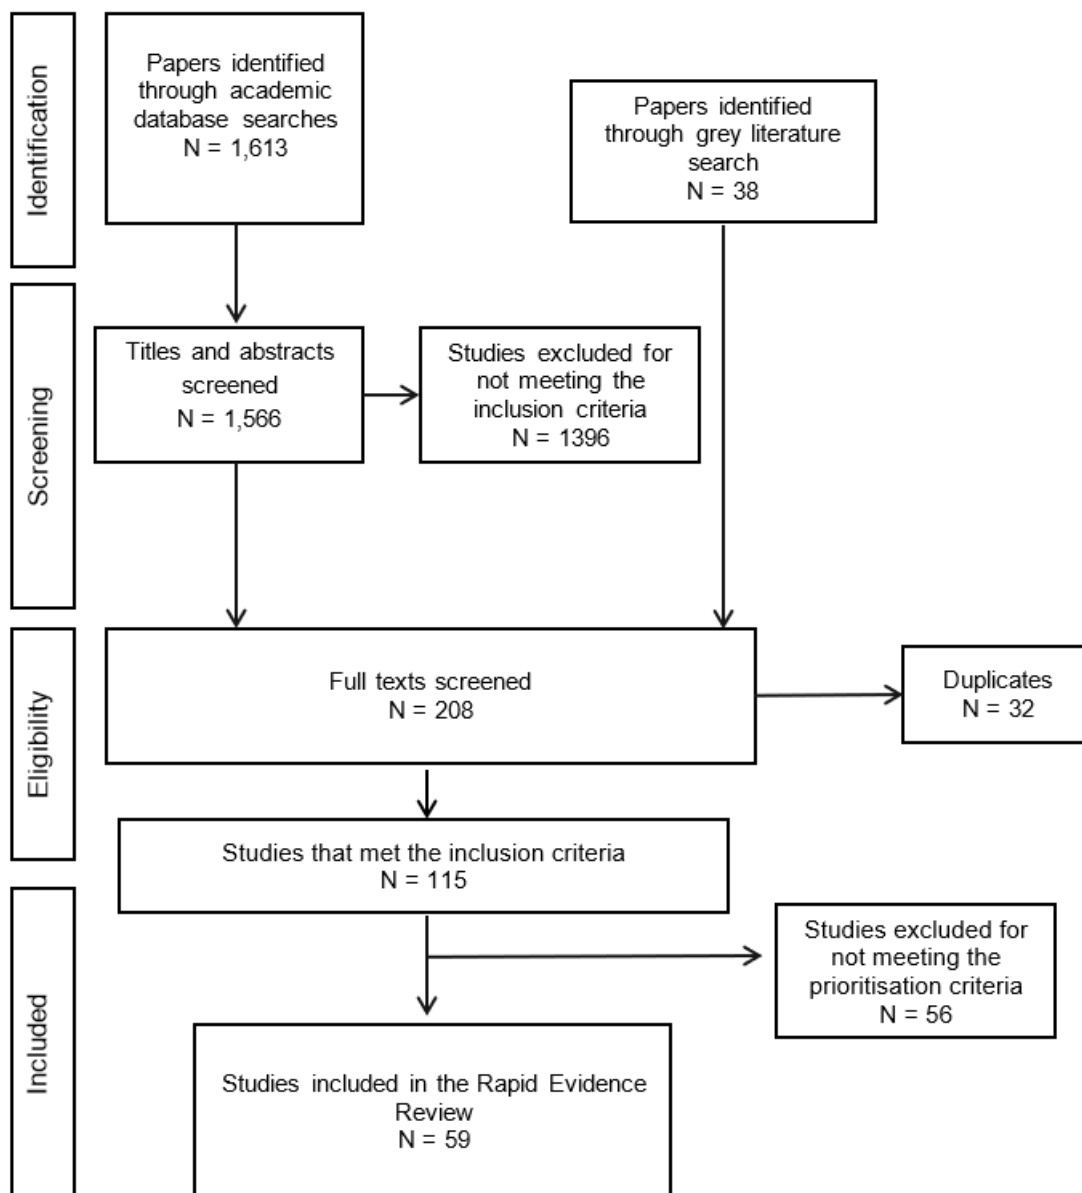 Identification
Papers identified
through academic
database searches
N = 1,613
Papers identified
through grey literature
search
N = 38
Screening
Titles and abstracts
screened
N = 1,566
Studies excluded for
not meeting the
inclusion criteria
N = 1396
Eligibility
Full texts screened
N = 208
Duplicates
N = 32
Studies that met the inclusion criteria
N = 115
Included
Studies excluded for
not meeting the
prioritisation criteria
N = 56
Studies included in the Rapid Evidence
Review
N = 59